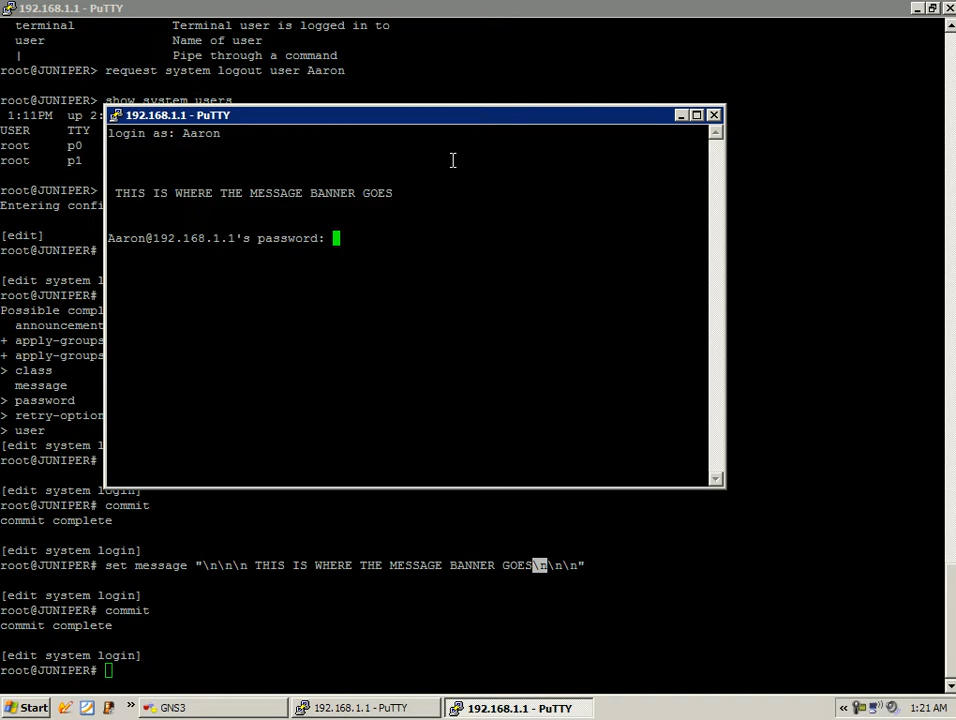 192.168.1.1 - PuTTY
terminal Terminal user is logged in to
user Name of user
| Pipe through a command
root@JUNIPER> request system logout user Aaron
root@JUNIPER> show system users
1:11PM up 2:
USER TTY
root p0
root p1
root@JUNIPER>
Entering confi
[edit]
root@JUNIPER#
[edit system l
root@JUNIPER#
Possible compl
announcement
+ apply-groups
+ apply-groups
> class
message
> password
> retry-option
> user
[edit system l
root@JUNIPER#
192.168.1.1 - PuTTY
login as: Aaron
THIS IS WHERE THE MESSAGE BANNER GOES
Aaron@192.168.1.1's password:
[edit system login]
root@JUNIPER# commit
commit complete
[edit system login]
root@JUNIPER# set message "\n\n\n THIS IS WHERE THE MESSAGE BANNER GOES\n\n\n"
[edit system login]
root@JUNIPER# commit
commit complete
[edit system login]
root@JUNIPER#
Start » GNS3 192.168.1.1 - PuTTY 192.168.1.1 - PuTTY « 1:21 AM